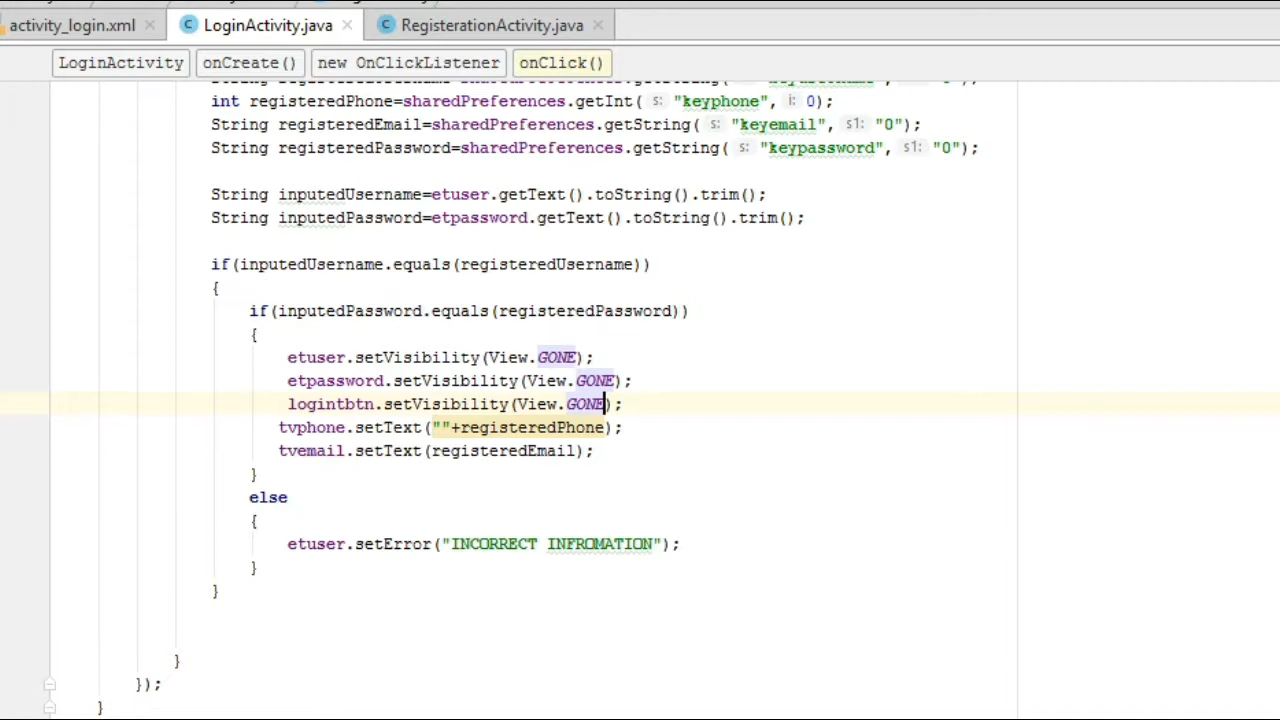 activity_login.xml
LoginActivity.java
RegisterationActivity.java
LoginActivity
onCreate()
new OnClickListener
onClick()
int registeredPhone=sharedPreferences.getInt( s: "keyphone", i: 0);
String registeredEmail=sharedPreferences.getString( s: "keyemail", s1: "0");
String registeredPassword=sharedPreferences.getString( s: "keypassword", s1: "0");
String inputedUsername=etuser.getText().toString().trim();
String inputedPassword=etpassword.getText().toString().trim();
if(inputedUsername.equals(registeredUsername))
{
if(inputedPassword.equals(registeredPassword))
{
etuser.setVisibility(View.GONE);
etpassword.setVisibility(View.GONE);
logintbtn.setVisibility(View.GONE);
tvphone.setText(""+registeredPhone);
tvemail.setText(registeredEmail);
}
else
{
etuser.setError("INCORRECT INFROMATION");
}
}
}
});
}